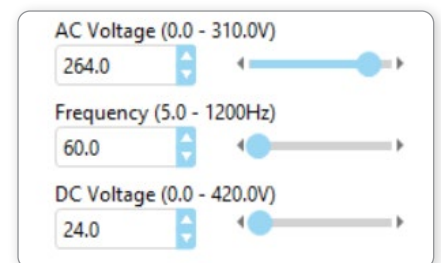 AC Voltage (0.0 - 310.0V)
264.0
Frequency (5.0 - 1200Hz)
60.0
DC Voltage (0.0 - 420.0V)
24.0